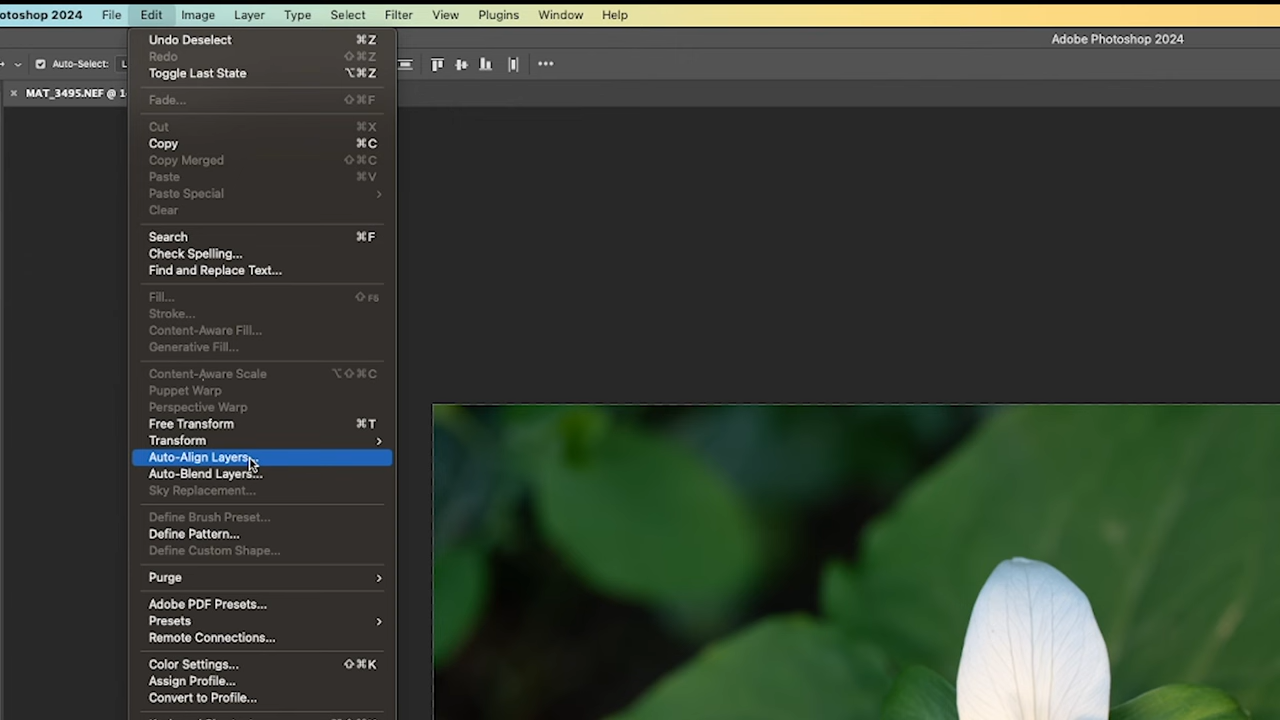 otoshop 2024 File Edit Image Layer Type Select Filter View Plugins Window Help
Adobe Photoshop 2024
Auto-Select: L
× MAT_3495.NEF @ 1
Undo Deselect ⌘Z
Redo ⇧⌘Z
Toggle Last State ⌥⌘Z
Fade... ⇧⌘F
Cut ⌘X
Copy ⌘C
Copy Merged ⇧⌘C
Paste ⌘V
Paste Special >
Clear
Search ⌘F
Check Spelling...
Find and Replace Text...
Fill... ⇧F5
Stroke...
Content-Aware Fill...
Generative Fill...
Content-Aware Scale ⌥⇧⌘C
Puppet Warp
Perspective Warp
Free Transform ⌘T
Transform >
Auto-Align Layers...
Auto-Blend Layers...
Sky Replacement...
Define Brush Preset...
Define Pattern...
Define Custom Shape...
Purge >
Adobe PDF Presets...
Presets >
Remote Connections...
Color Settings... ⇧⌘K
Assign Profile...
Convert to Profile...